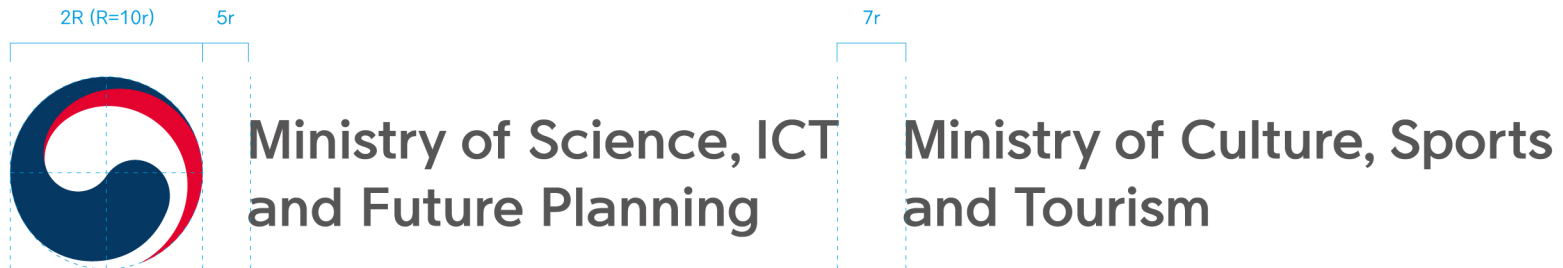 2R (R=10r) 5r 7r
Ministry of Science, ICT
and Future Planning
Ministry of Culture, Sports
and Tourism